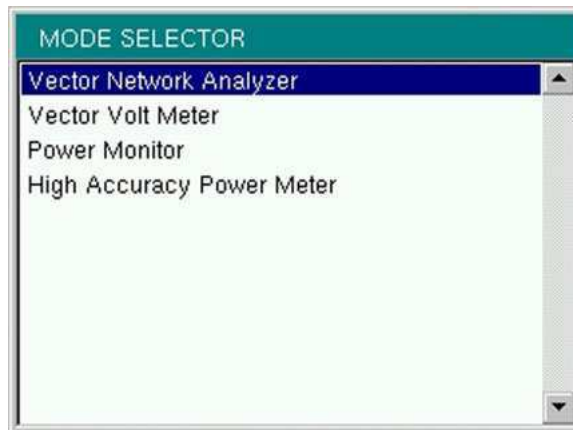 MODE SELECTOR
Vector Network Analyzer
Vector Volt Meter
Power Monitor
High Accuracy Power Meter